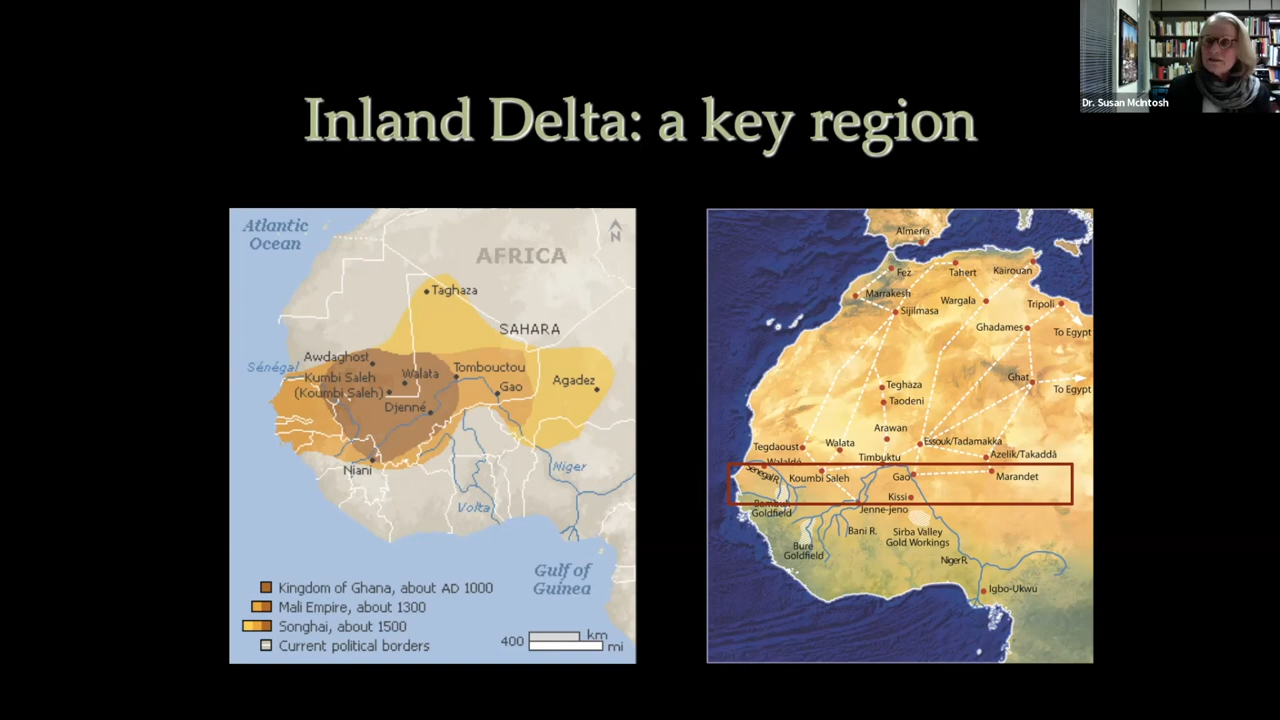 Dr. Susan McIntosh
Inland Delta: a key region
Atlantic
Ocean
N
AFRICA
Taghaza
SAHARA
Awdaghost
Sénégal
Kumbi Saleh
(Koumbi Saleh)
Walata
Tombouctou
Gao
Agadez
Djenné
Niani
Niger
Volta
Gulf of
Guinea
Kingdom of Ghana, about AD 1000
Mali Empire, about 1300
Songhai, about 1500
Current political borders
400 km
mi
Almeria
Fez
Tahert
Kairouan
Marrakesh
Wargala
Tripoli
Sijilmasa
Ghadames
To Egypt
Ghat
To Egypt
Teghaza
Taodeni
Arawan
Tegdaoust
Walata
Essouk/Tadamakka
Timbuktu
Azelik/Takaddā
Walaldé
Senegal R.
Koumbi Saleh
Gao
Marandet
Kissi
Bambuk
Goldfield
Jenne-jeno
Bani R.
Sirba Valley
Gold Workings
Bure
Goldfield
Niger R.
Igbo-Ukwu